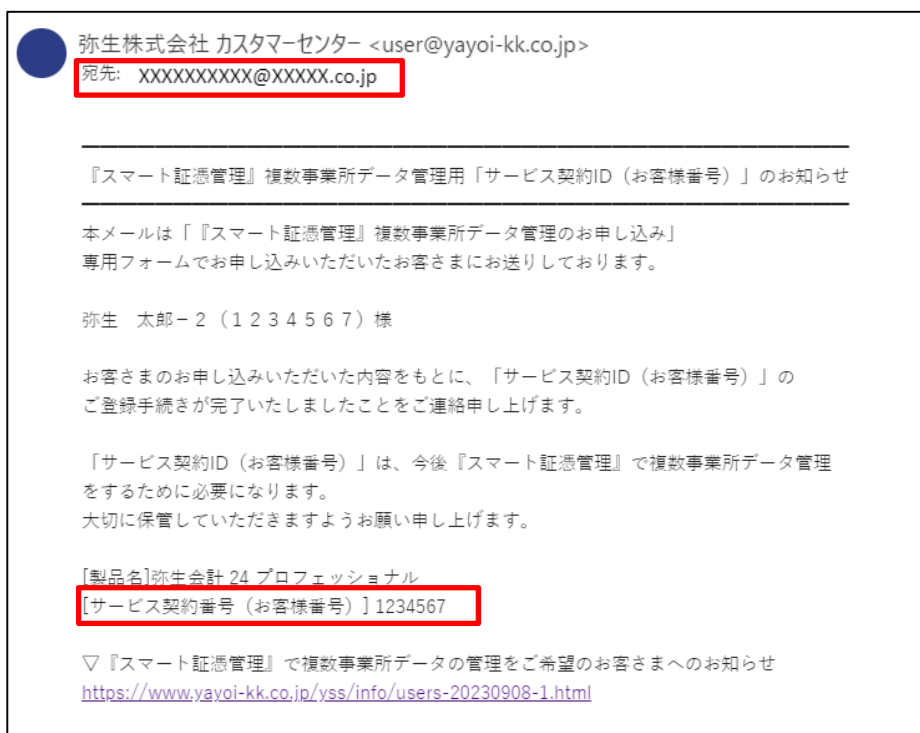 弥生株式会社 カスタマーセンター <user@yayoi-kk.co.jp>
宛先: XXXXXXXXXX@XXXXX.co.jp
『スマート証憑管理』複数事業所データ管理用「サービス契約ID（お客様番号）」のお知らせ
本メールは「『スマート証憑管理』複数事業所データ管理のお申し込み」
専用フォームでお申し込みいただいたお客さまにお送りしております。
弥生　太郎－２（１２３４５６７）様
お客さまのお申し込みいただいた内容をもとに、「サービス契約ID（お客様番号）」の
ご登録手続きが完了いたしましたことをご連絡申し上げます。
「サービス契約ID（お客様番号）」は、今後『スマート証憑管理』で複数事業所データ管理
をするために必要になります。
大切に保管していただきますようお願い申し上げます。
[製品名]弥生会計 24 プロフェッショナル
[サービス契約番号（お客様番号）] 1234567
▽『スマート証憑管理』で複数事業所データの管理をご希望のお客さまへのお知らせ
https://www.yayoi-kk.co.jp/yss/info/users-20230908-1.html